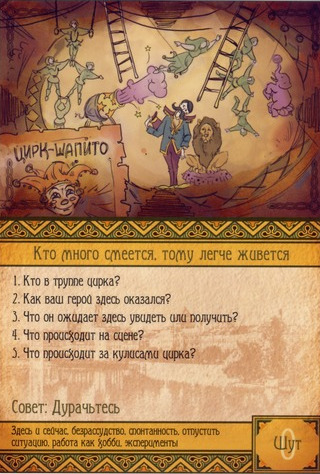 ЦИРК-ШАПИТО
Кто много смеется, тому легче живется
1. Кто в труппе цирка?
2. Как ваш герой здесь оказался?
3. Что он ожидает здесь увидеть или получить?
4. Что происходит на сцене?
5. Что происходит за кулисами цирка?
Совет: Дурачьтесь
Здесь и сейчас, безрассудство, спонтанность, отпустить
ситуацию, работа как хобби, эксперименты
0
Шут